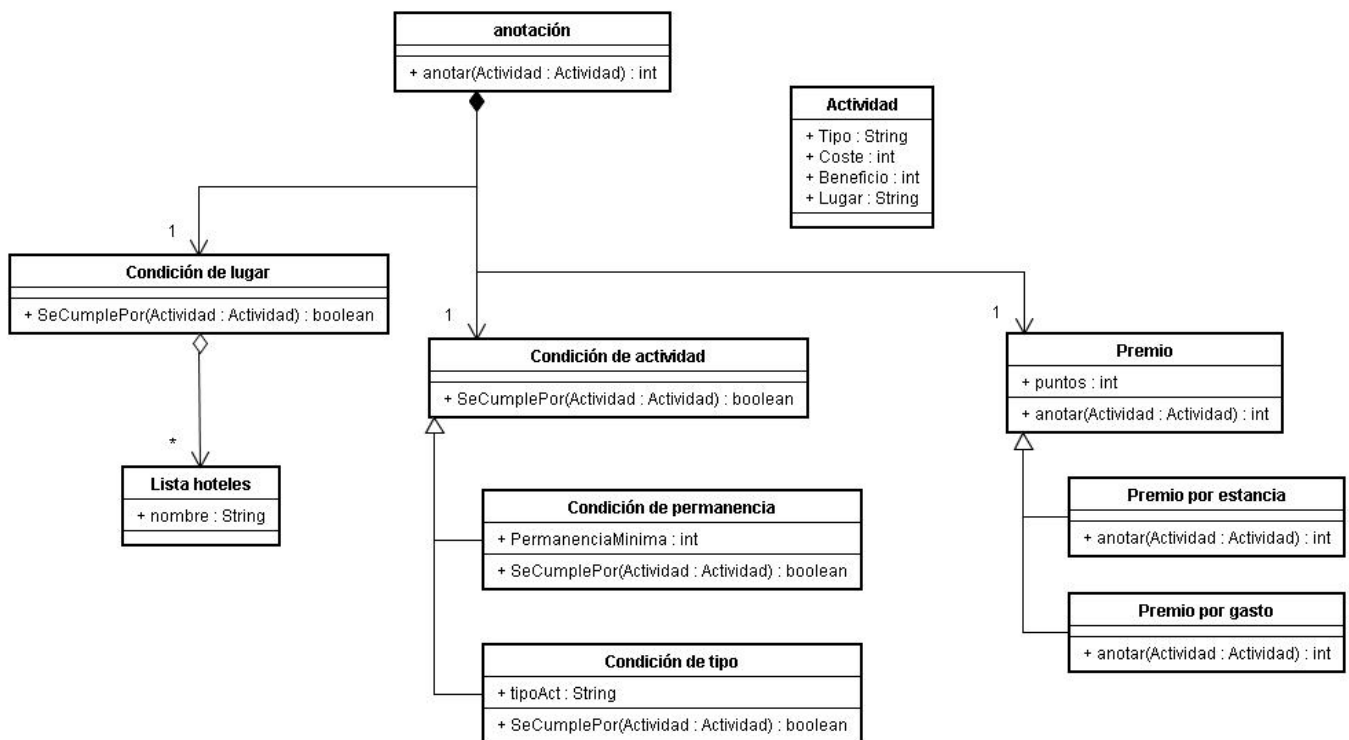 anotación
+ anotar(Actividad : Actividad) : int
Actividad
+ Tipo : String
+ Coste : int
+ Beneficio : int
+ Lugar : String
1
Condición de lugar
+ SeCumplePor(Actividad : Actividad) : boolean
1
Condición de actividad
+ SeCumplePor(Actividad : Actividad) : boolean
1
Premio
+ puntos : int
+ anotar(Actividad : Actividad) : int
*
Lista hoteles
+ nombre : String
Condición de permanencia
+ PermanenciaMinima : int
+ SeCumplePor(Actividad : Actividad) : boolean
Premio por estancia
+ anotar(Actividad : Actividad) : int
Premio por gasto
+ anotar(Actividad : Actividad) : int
Condición de tipo
+ tipoAct : String
+ SeCumplePor(Actividad : Actividad) : boolean